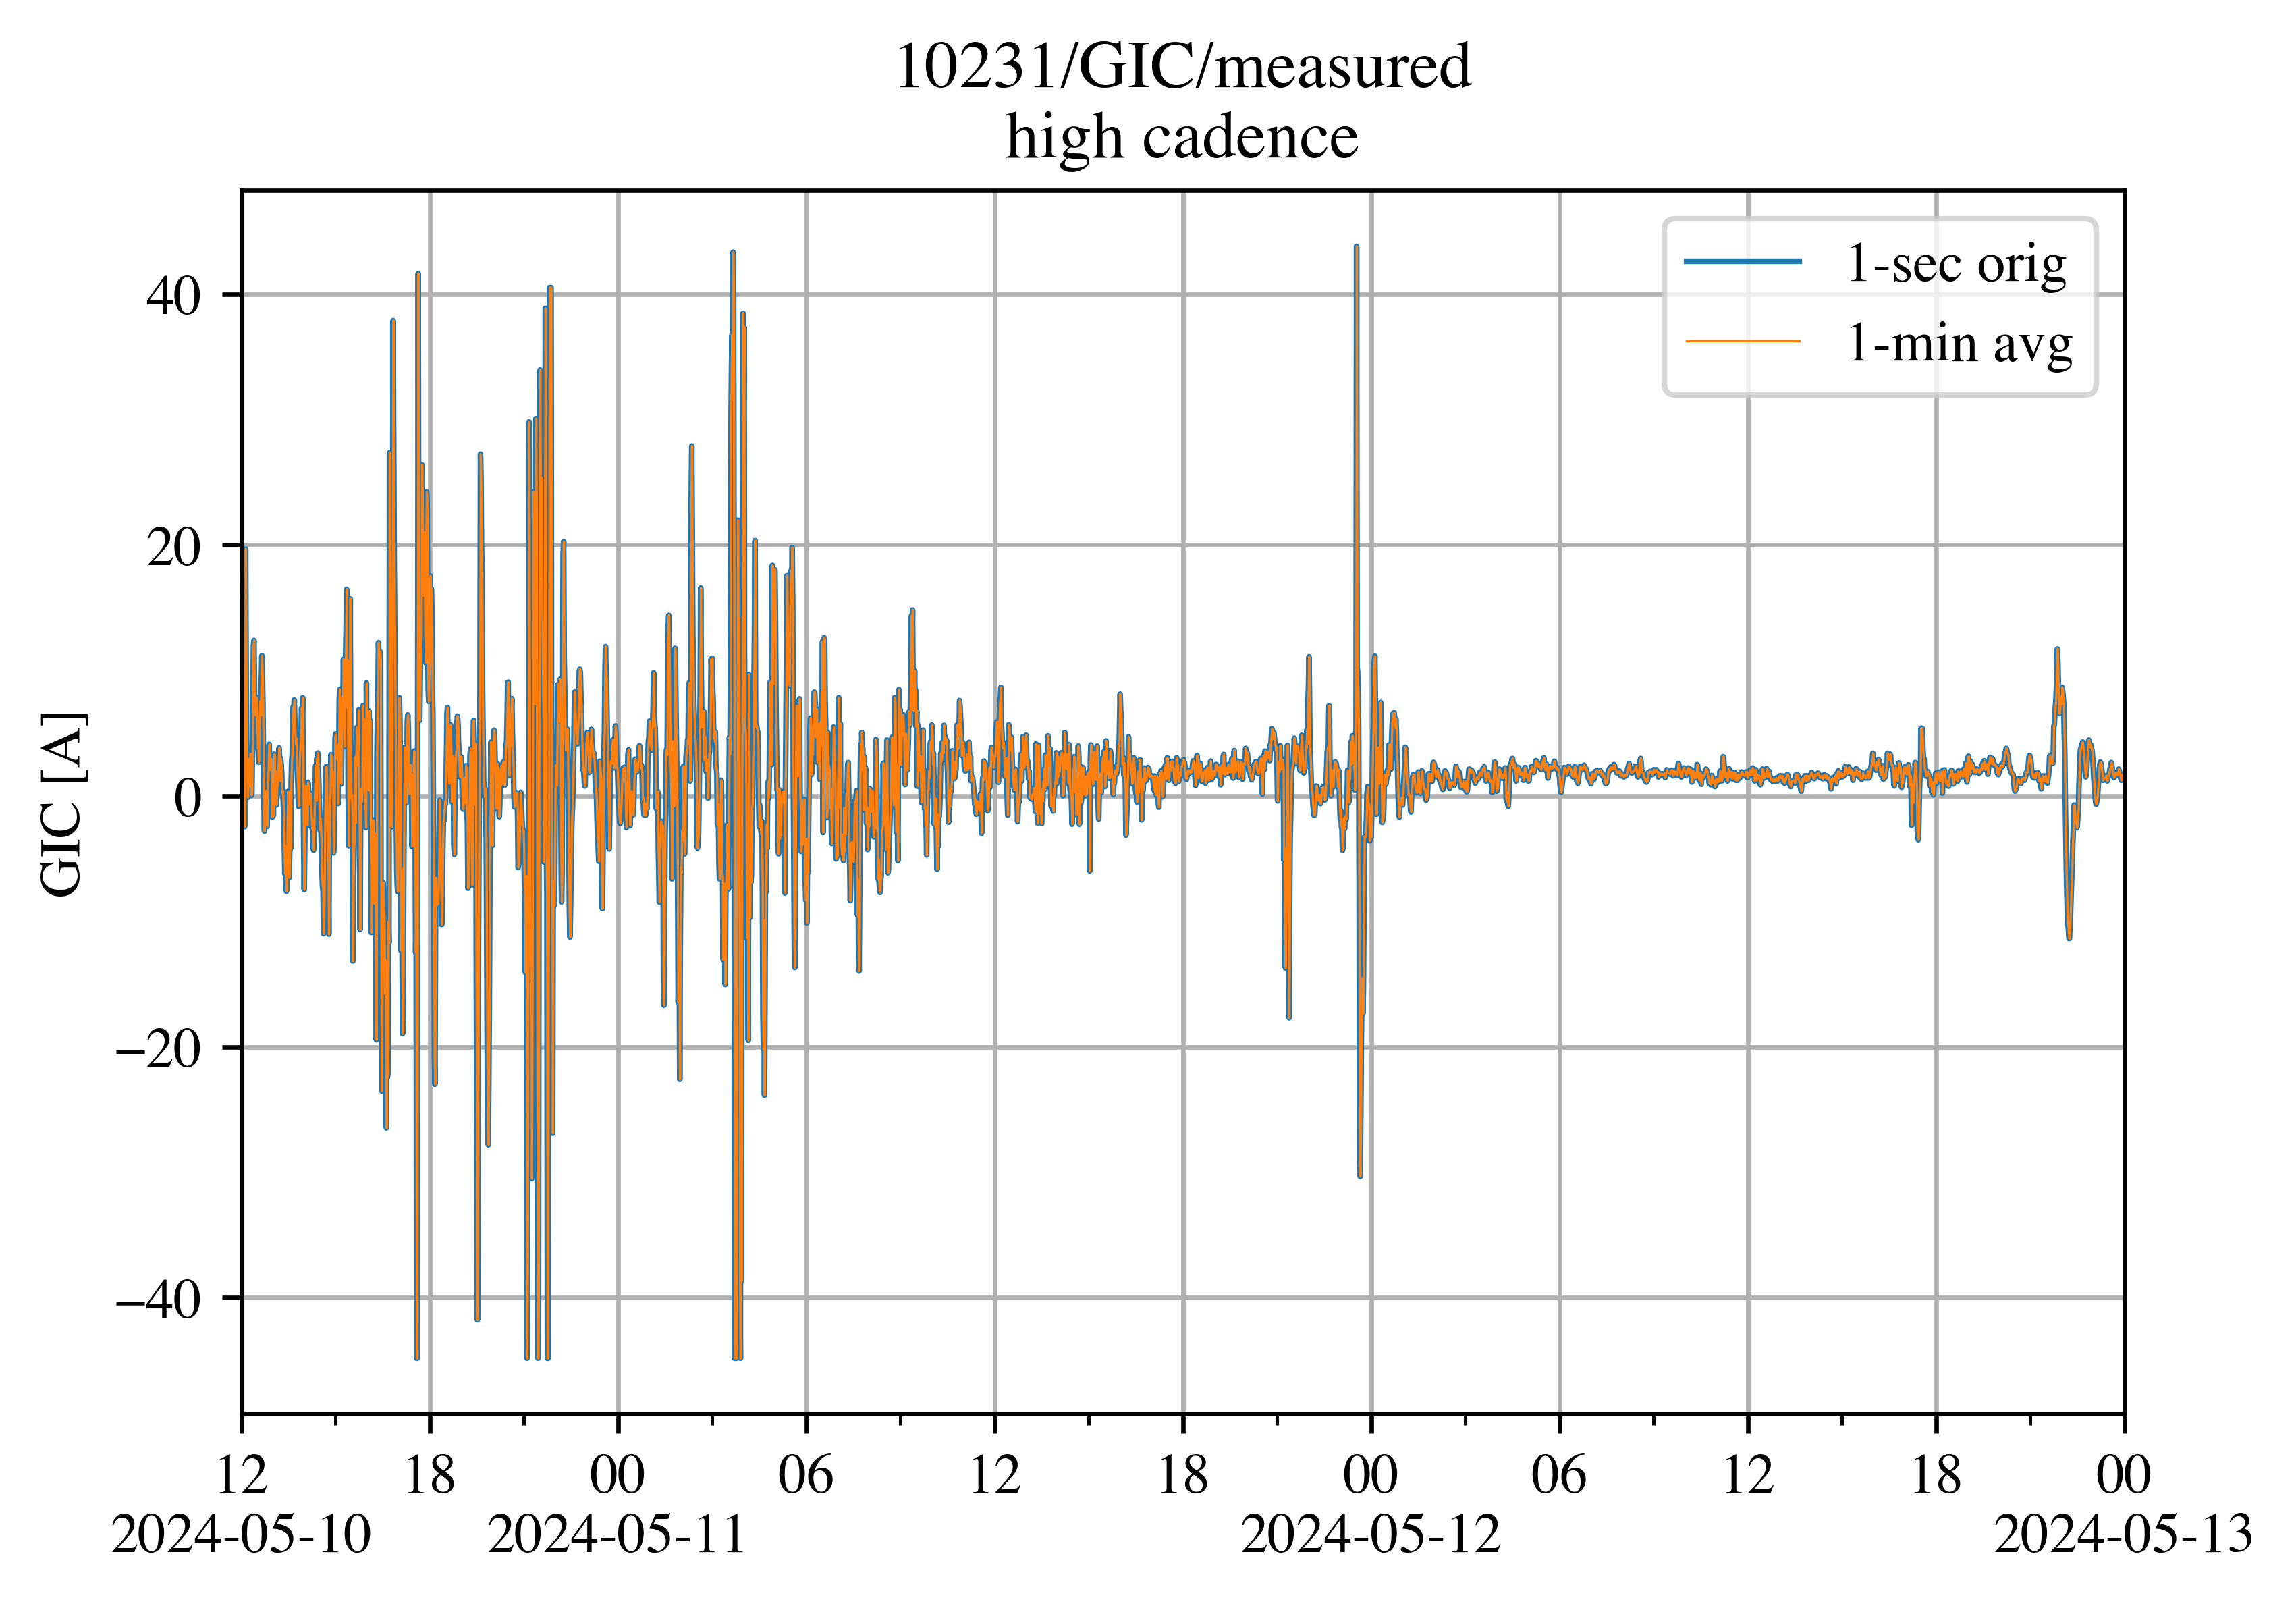 10231/GIC/measured
high cadence
1-sec orig
1-min avg
GIC [A]
40
20
0
−20
−40
12 18 00 06 12 18 00 06 12 18 00
2024-05-10 2024-05-11 2024-05-12 2024-05-13